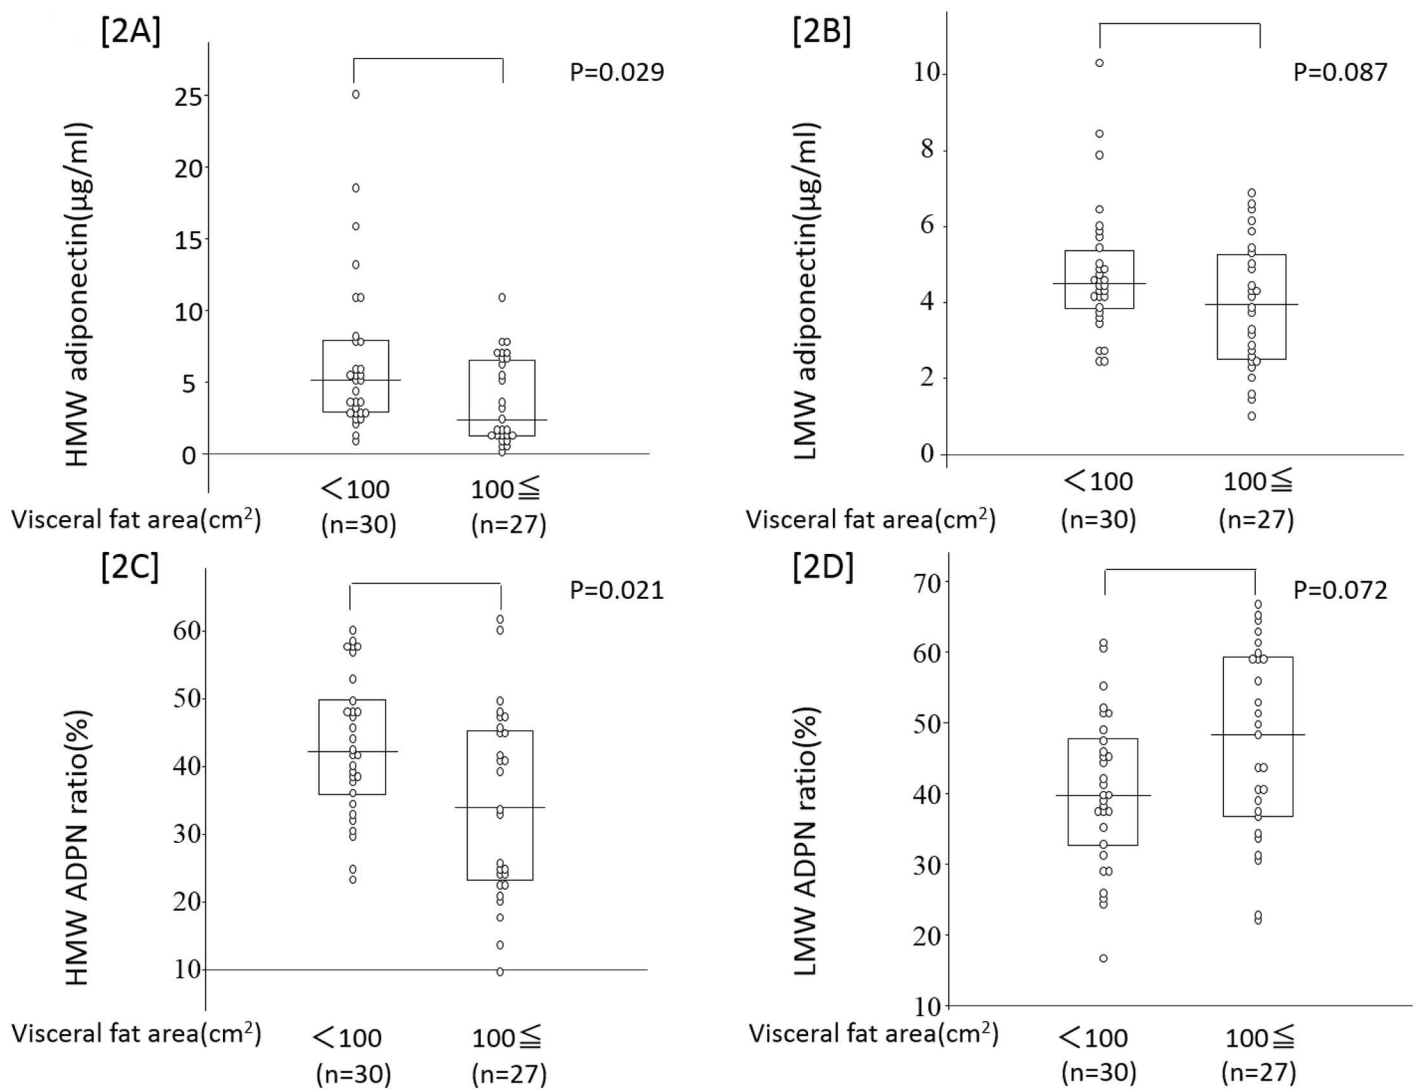 [2A]
P=0.029
HMW adiponectin(μg/ml)
25
20
15
10
5
0
<100 100≦
Visceral fat area(cm²) (n=30) (n=27)
[2B]
P=0.087
LMW adiponectin(μg/ml)
10
8
6
4
2
0
<100 100≦
Visceral fat area(cm²) (n=30) (n=27)
[2C]
P=0.021
HMW ADPN ratio(%)
60
50
40
30
20
10
Visceral fat area(cm²) <100 100≦
(n=30) (n=27)
[2D]
P=0.072
LMW ADPN ratio(%)
70
60
50
40
30
20
10
Visceral fat area(cm²) <100 100≦
(n=30) (n=27)